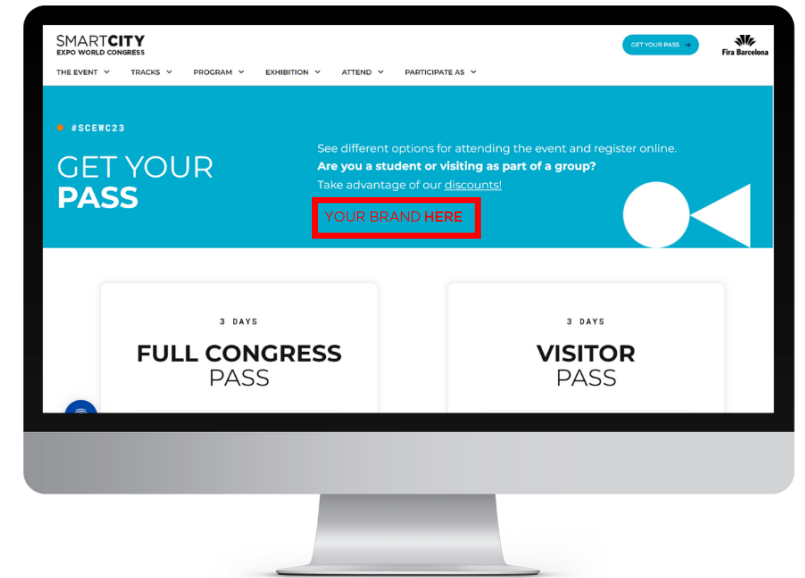 SMARTCITY
EXPO WORLD CONGRESS
GET YOUR PASS
Fira Barcelona
THE EVENT TRACKS PROGRAM EXHIBITION ATTEND PARTICIPATE AS
#SCEWC23
GET YOUR
PASS
See different options for attending the event and register online.
Are you a student or visiting as part of a group?
Take advantage of our discounts!
YOUR BRAND HERE
3 DAYS
FULL CONGRESS
PASS
3 DAYS
VISITOR
PASS